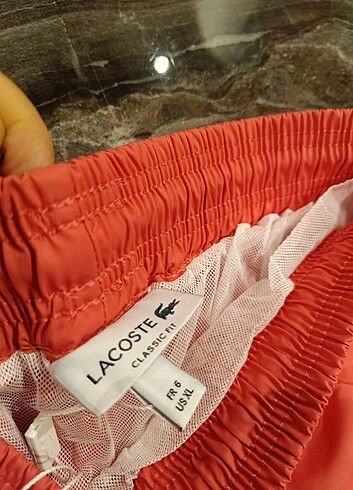 LACOSTE
CLASSIC FIT
FR 6
US XL